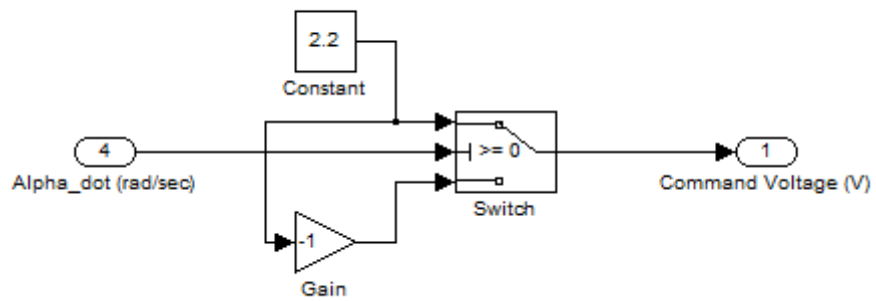 2.2
Constant
4
Alpha_dot (rad/sec)
>= 0
Switch
1
Command Voltage (V)
-1
Gain